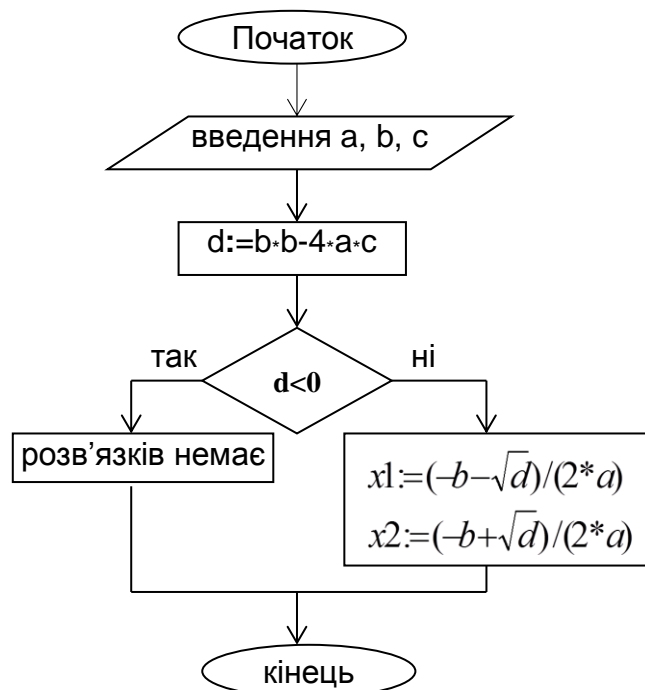 Початок
введення a, b, c
d:=b*b-4*a*c
так
ні
d<0
розв’язків немає
x1:=(-b-√d)/(2*a)
x2:=(-b+√d)/(2*a)
кінець